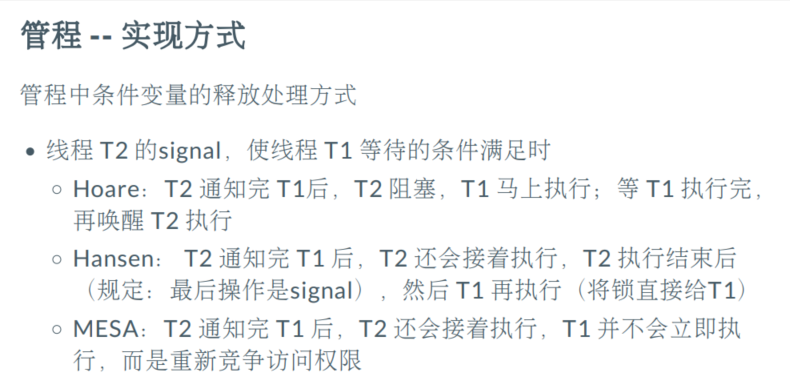 管程 -- 实现方式
管程中条件变量的释放处理方式
• 线程 T2 的signal，使线程 T1 等待的条件满足时
○ Hoare：T2 通知完 T1后，T2 阻塞，T1 马上执行；等 T1 执行完，
再唤醒 T2 执行
○ Hansen： T2 通知完 T1 后，T2 还会接着执行，T2 执行结束后
（规定：最后操作是signal），然后 T1 再执行（将锁直接给T1）
○ MESA：T2 通知完 T1 后，T2 还会接着执行，T1 并不会立即执
行，而是重新竞争访问权限